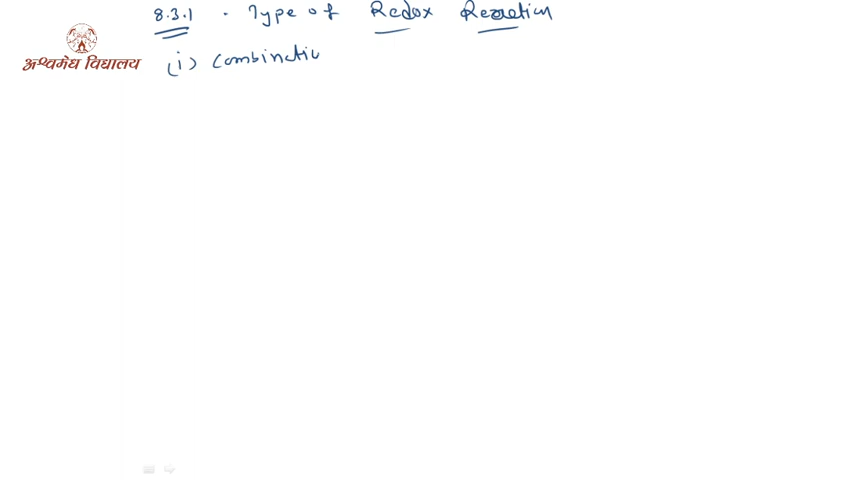 8.3.1 . Type of Redox Reaction
अश्वमेध विद्यालय
(i) Combinatio